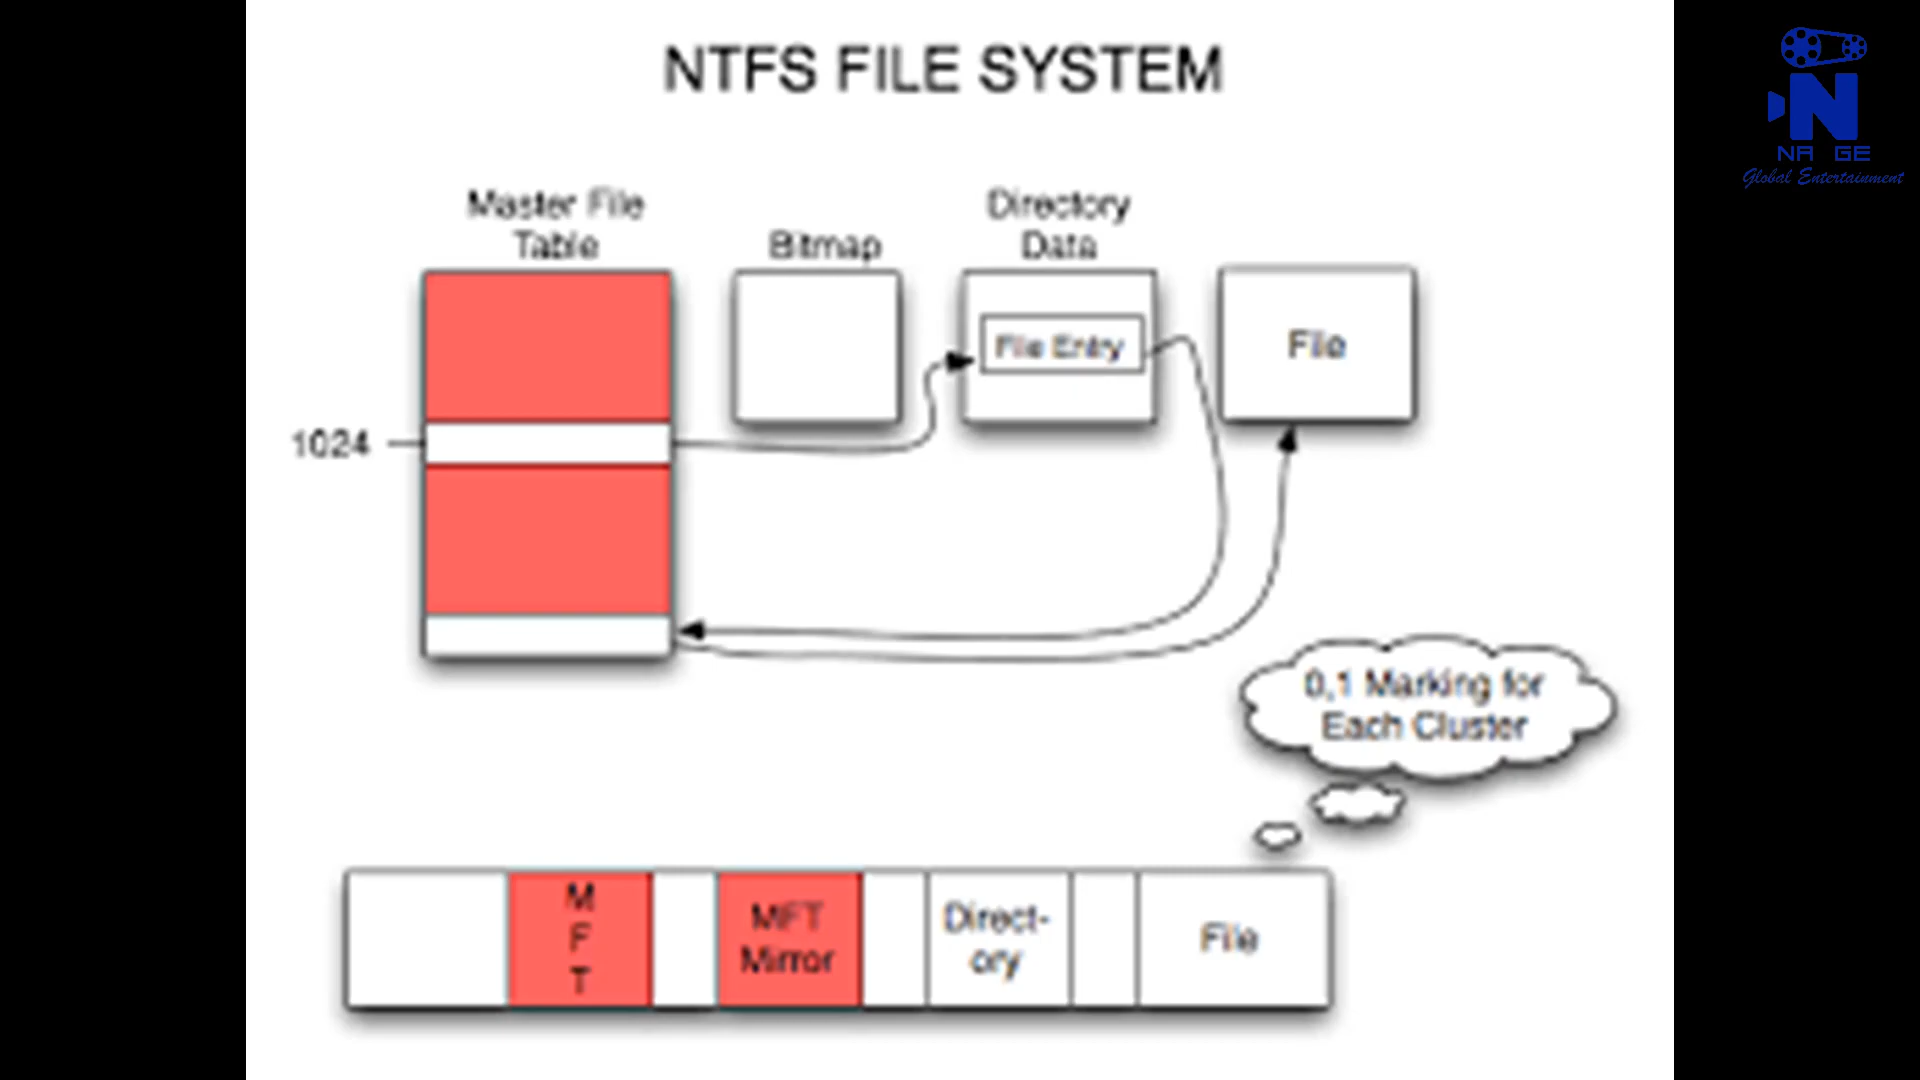 NTFS FILE SYSTEM
Master File
Table
Bitmap
Directory
Data
File Entry
File
1024
0,1 Marking for
Each Cluster
M
F
T
MFT
Mirror
Direct-
ory
File
N
NA GE
Global Entertainment